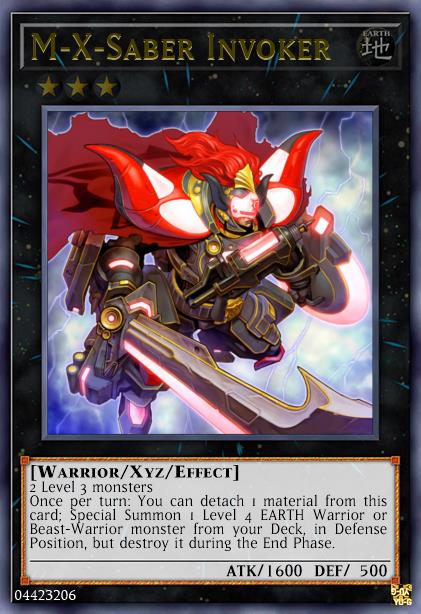 M-X-Saber Invoker
EARTH
地
[Warrior/Xyz/Effect]
2 Level 3 monsters
Once per turn: You can detach 1 material from this
card; Special Summon 1 Level 4 EARTH Warrior or
Beast-Warrior monster from your Deck, in Defense
Position, but destroy it during the End Phase.
ATK/1600 DEF/ 500
04423206